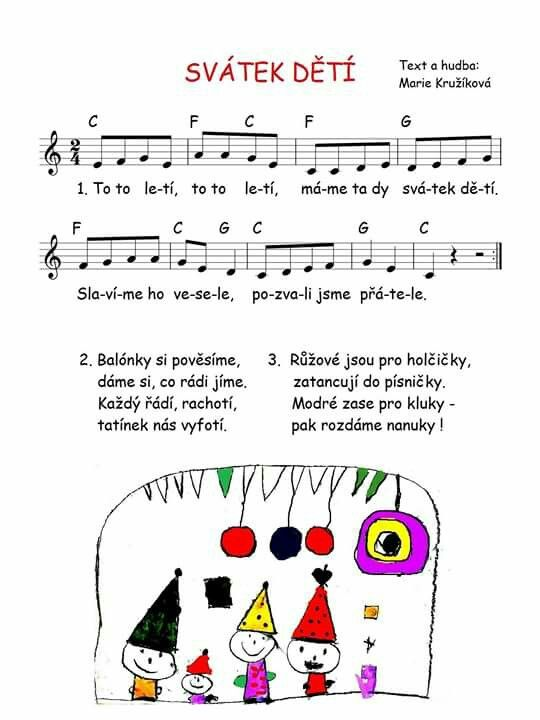 SVÁTEK DĚTÍ
Text a hudba:
Marie Kružíková
C F C F G
2
4
1. To to le-tí, to to le-tí, má-me ta dy svá-tek dě-tí.
F C G C G C
Sla-ví-me ho ve-se-le, po-zva-li jsme přá-te-le.
2. Balónky si pověsíme,
dáme si, co rádi jíme.
Každý řádí, rachotí,
tatínek nás vyfotí.
3. Růžové jsou pro holčičky,
zatancují do písničky.
Modré zase pro kluky -
pak rozdáme nanuky !